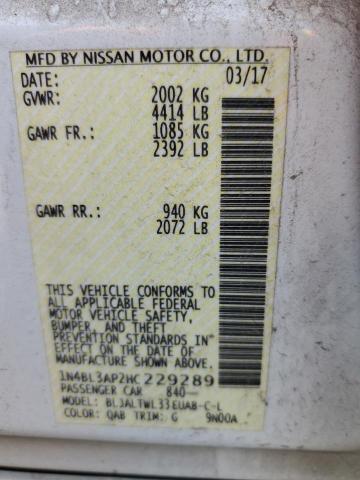 MFD BY NISSAN MOTOR CO., LTD.
DATE: 03/17
GVWR: 2002 KG
4414 LB
GAWR FR.: 1085 KG
2392 LB
GAWR RR.: 940 KG
2072 LB
THIS VEHICLE CONFORMS TO
ALL APPLICABLE FEDERAL
MOTOR VEHICLE SAFETY,
BUMPER, AND THEFT
PREVENTION STANDARDS IN
EFFECT ON THE DATE OF
MANUFACTURE SHOWN ABOVE.
1N4BL3AP2HC229289
PASSENGER CAR 840—
MODEL: BLJALTWL33EUAB-C-L
COLOR: QAB TRIM: G 9N00A